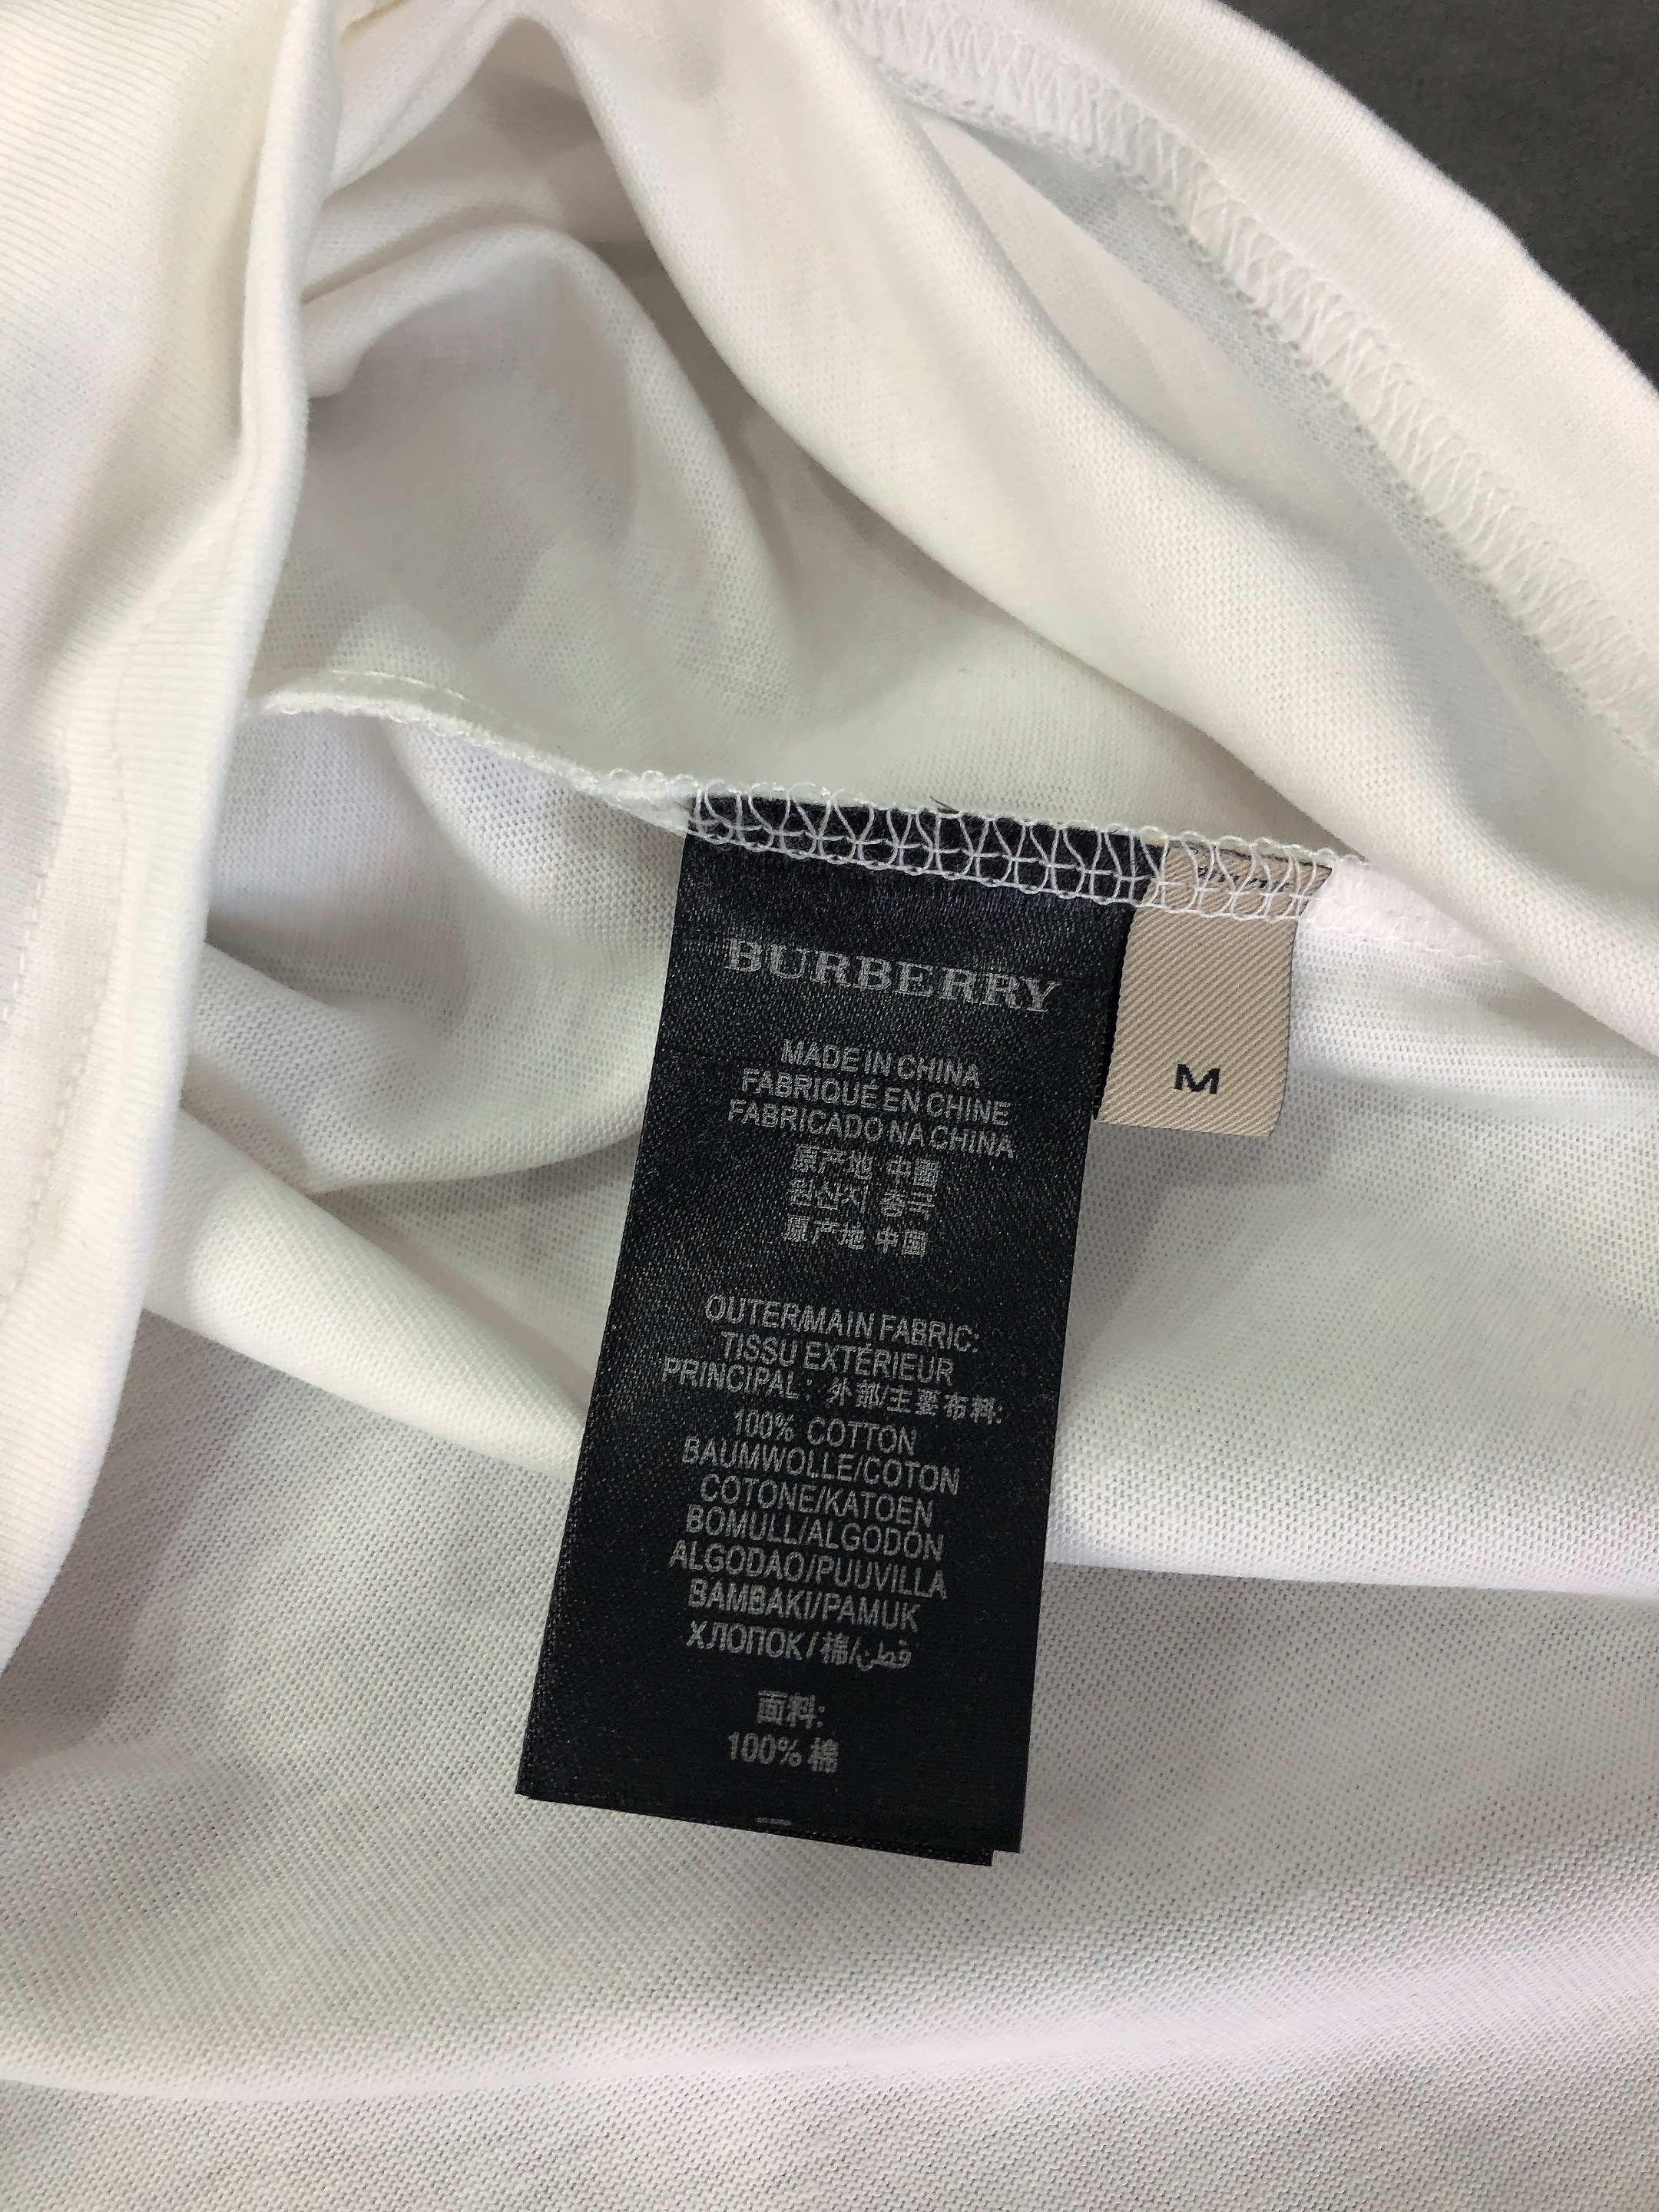 BURBERRY
MADE IN CHINA
FABRIQUÉ EN CHINE
FABRICADO NA CHINA
原产地 中國
원산지 중국
原产地 中国
OUTER/MAIN FABRIC:
TISSU EXTÉRIEUR
PRINCIPAL: 外部/主要布料:
100% COTTON
BAUMWOLLE/COTON
COTONE/KATOEN
BOMULL/ALGODÓN
ALGODAO/PUUVILLA
BAMBAKI/PAMUK
ХЛОПОК/棉/قطن
面料:
100% 棉
M